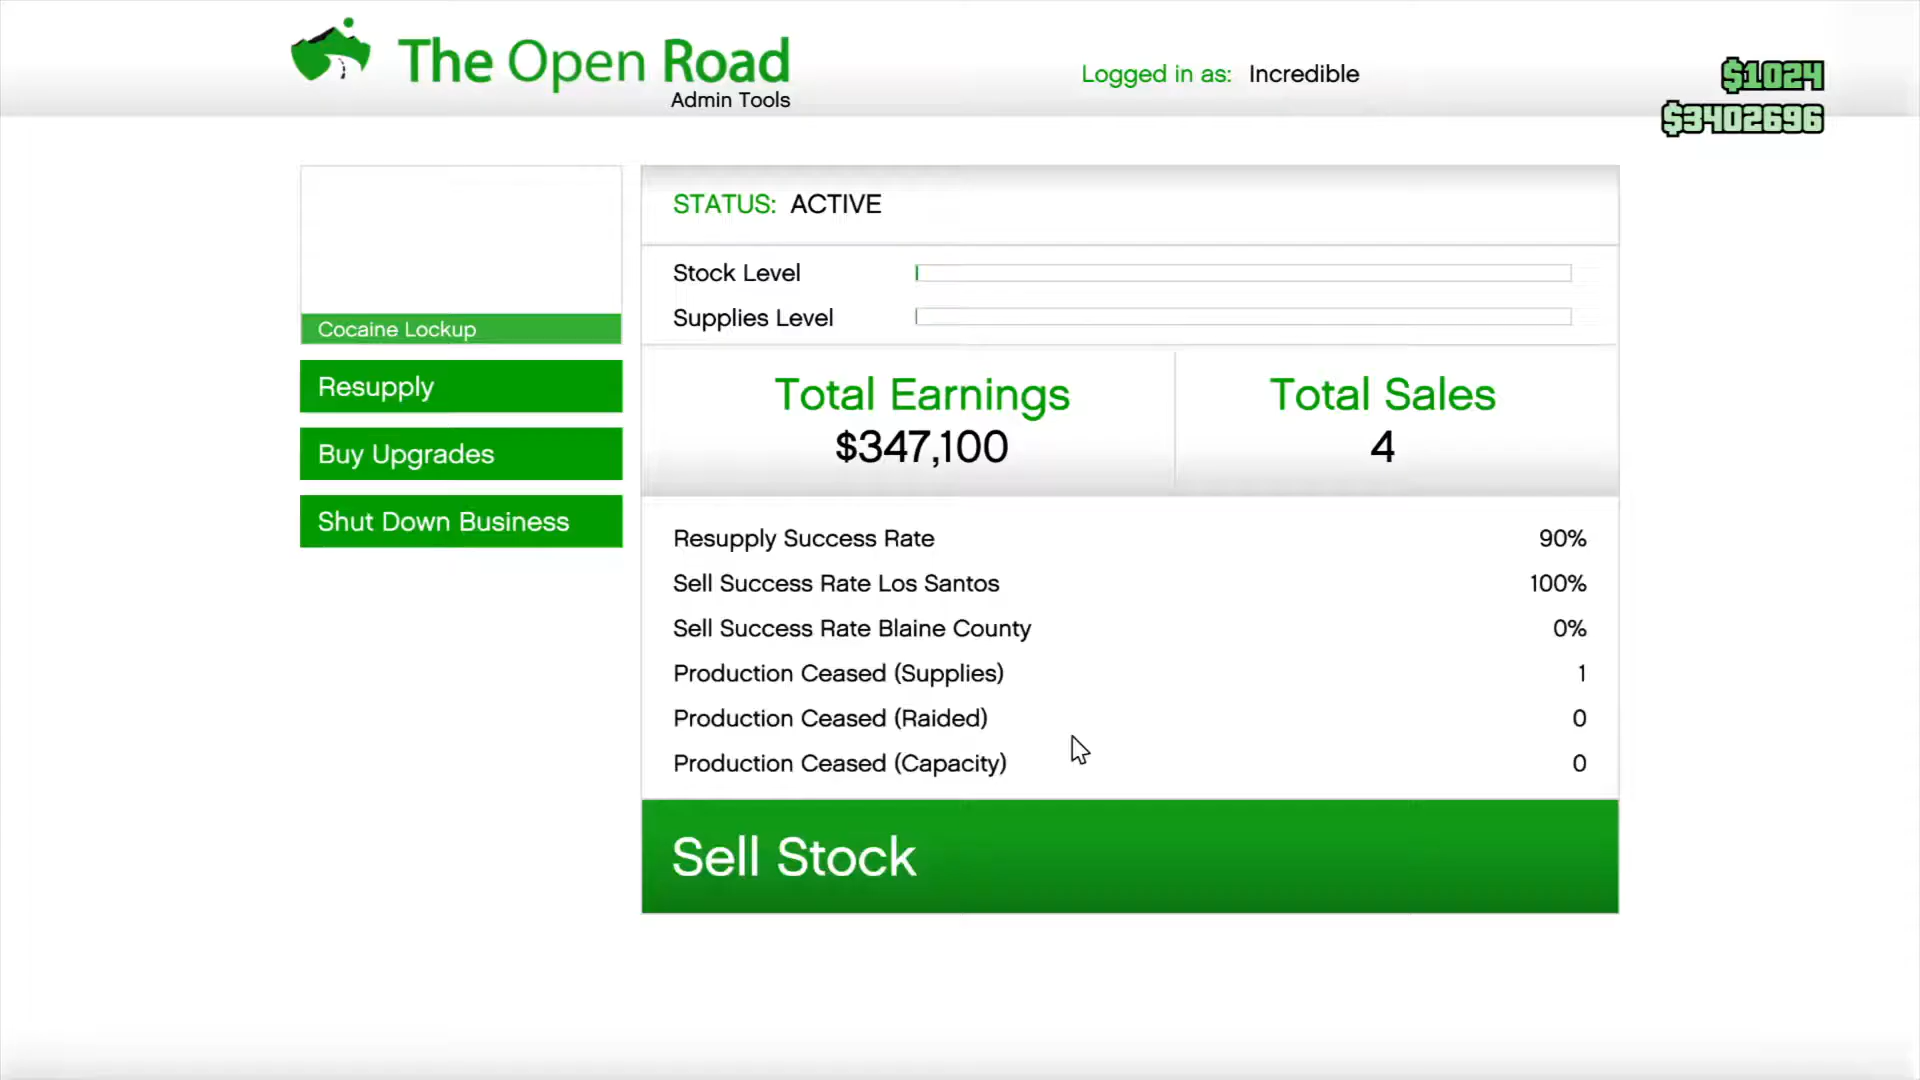 The Open Road
Admin Tools
Logged in as: Incredible
$1024
$3402696
Cocaine Lockup
Resupply
Buy Upgrades
Shut Down Business
STATUS: ACTIVE
Stock Level
Supplies Level
Total Earnings
$347,100
Total Sales
4
Resupply Success Rate 90%
Sell Success Rate Los Santos 100%
Sell Success Rate Blaine County 0%
Production Ceased (Supplies) 1
Production Ceased (Raided) 0
Production Ceased (Capacity) 0
Sell Stock